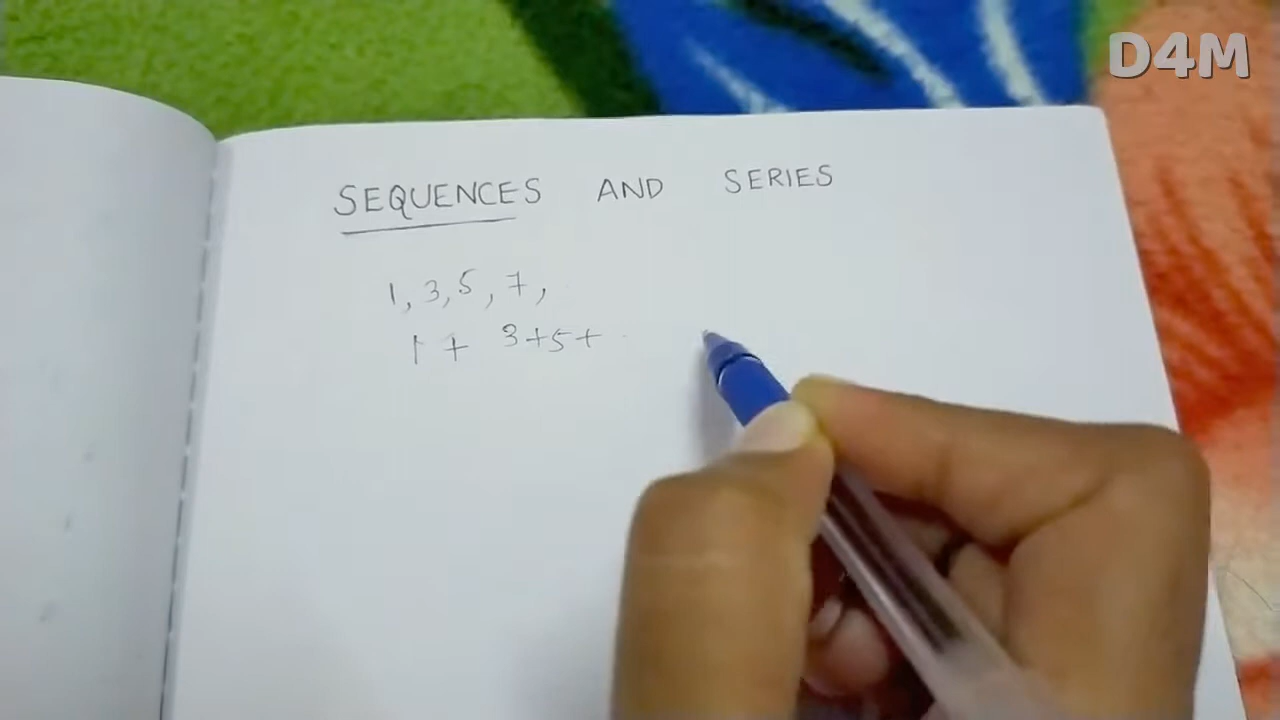 D4M
SEQUENCES AND SERIES
1, 3, 5, 7,
1 + 3+5+